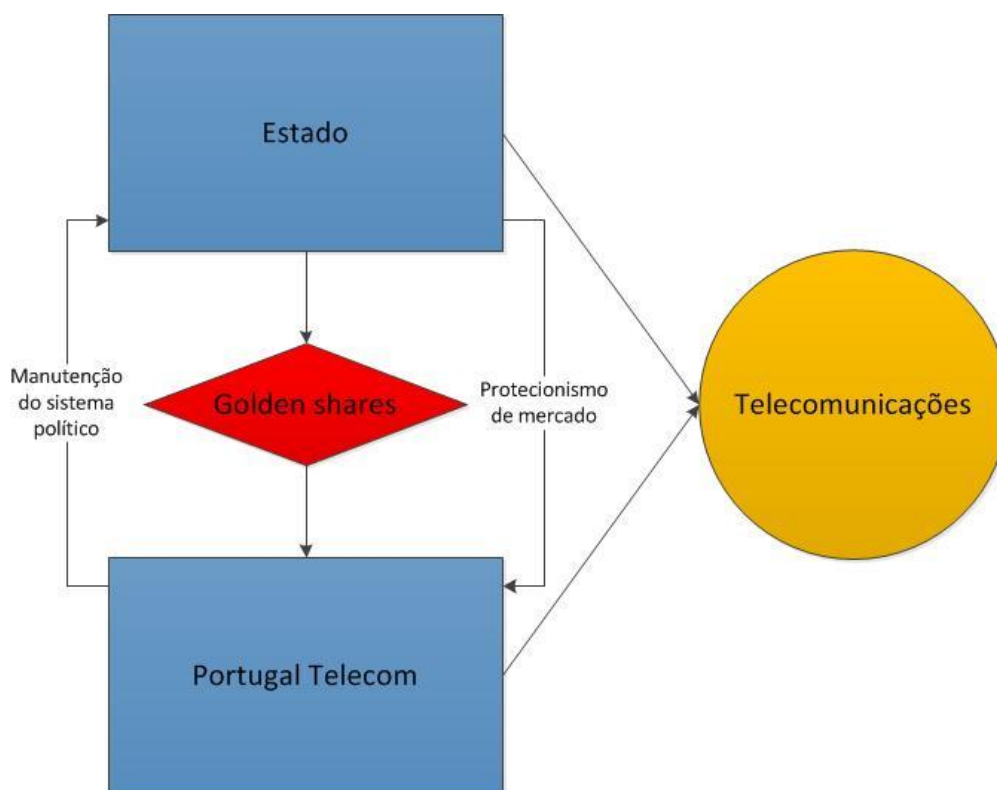 Estado
Manutenção
do sistema
político
Golden shares
Protecionismo
de mercado
Telecomunicações
Portugal Telecom